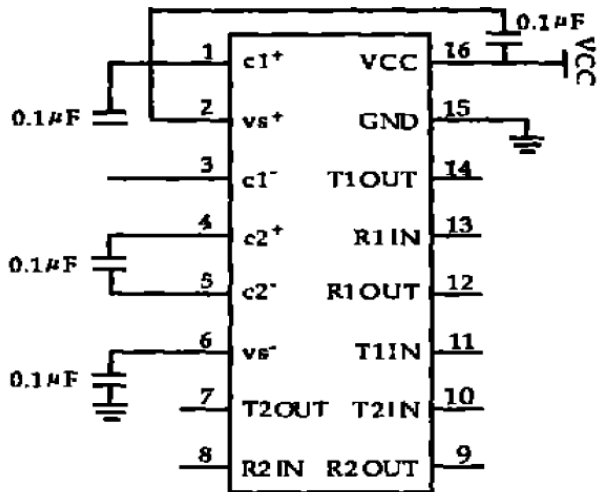 0.1μF
1 c1+ VCC 16 VCC
0.1μF 2 vs+ GND 15
3 c1- T1OUT 14
4 c2+ R1IN 13
0.1μF
5 c2- R1OUT 12
6 vs- T1IN 11
0.1μF
7 T2OUT T2IN 10
8 R2IN R2OUT 9